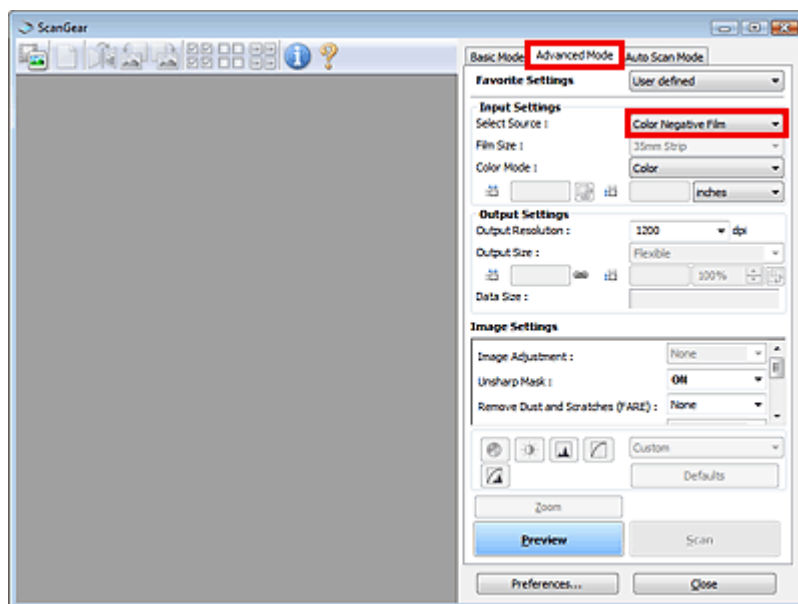 ScanGear
Basic Mode Advanced Mode Auto Scan Mode
Favorite Settings User defined
Input Settings
Select Source : Color Negative Film
Film Size : 35mm Strip
Color Mode : Color
inches
Output Settings
Output Resolution : 1200 dpi
Output Size : Flexible
100%
Data Size :
Image Settings
Image Adjustment : None
Unsharp Mask : ON
Remove Dust and Scratches (FARE) : None
Custom
Defaults
Zoom
Preview Scan
Preferences... Close